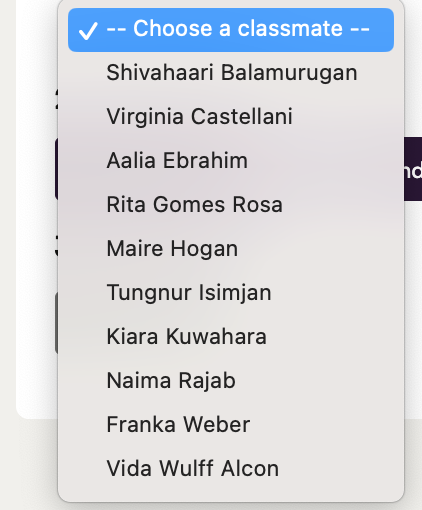 -- Choose a classmate --
Shivahaari Balamurugan
Virginia Castellani
Aalia Ebrahim
Rita Gomes Rosa
Maire Hogan
Tungnur Isimjan
Kiara Kuwahara
Naima Rajab
Franka Weber
Vida Wulff Alcon